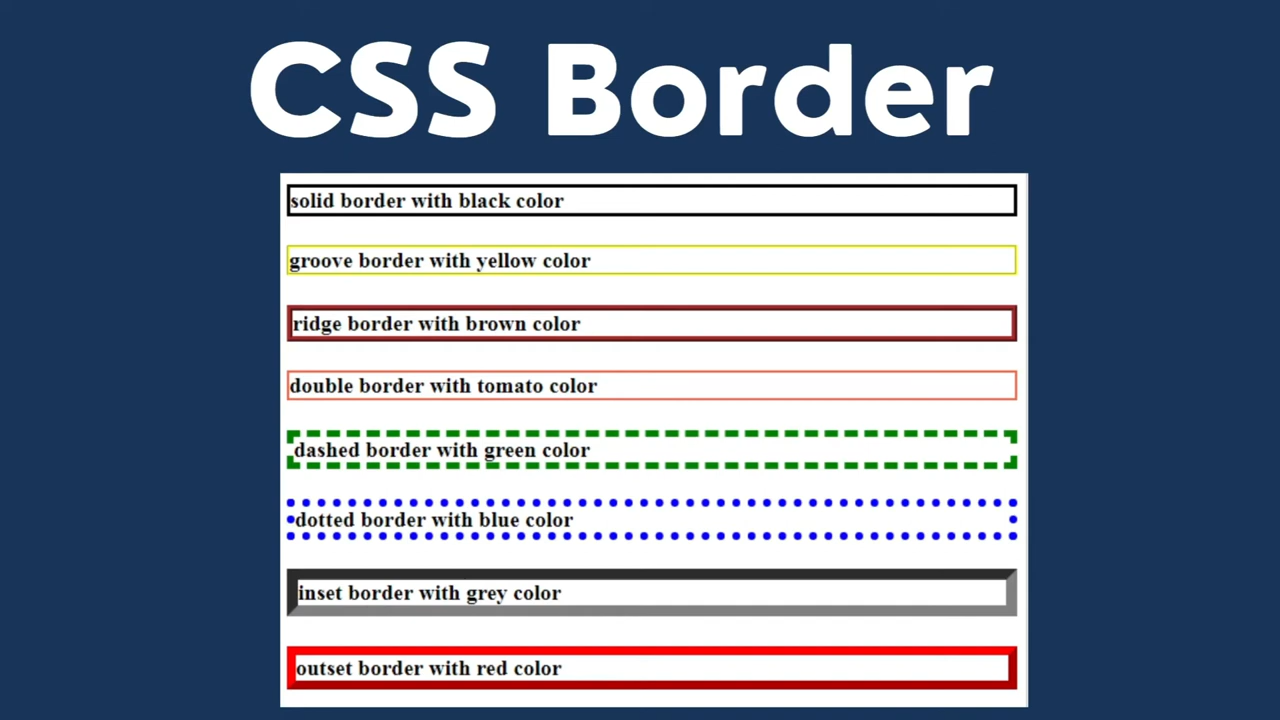 CSS Border
solid border with black color
groove border with yellow color
ridge border with brown color
double border with tomato color
dashed border with green color
dotted border with blue color
inset border with grey color
outset border with red color